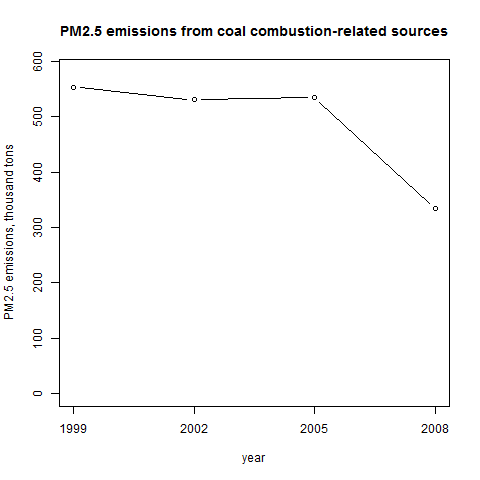 PM2.5 emissions from coal combustion-related sources
PM2.5 emissions, thousand tons
600
500
400
300
200
100
0
1999 2002 2005 2008
year